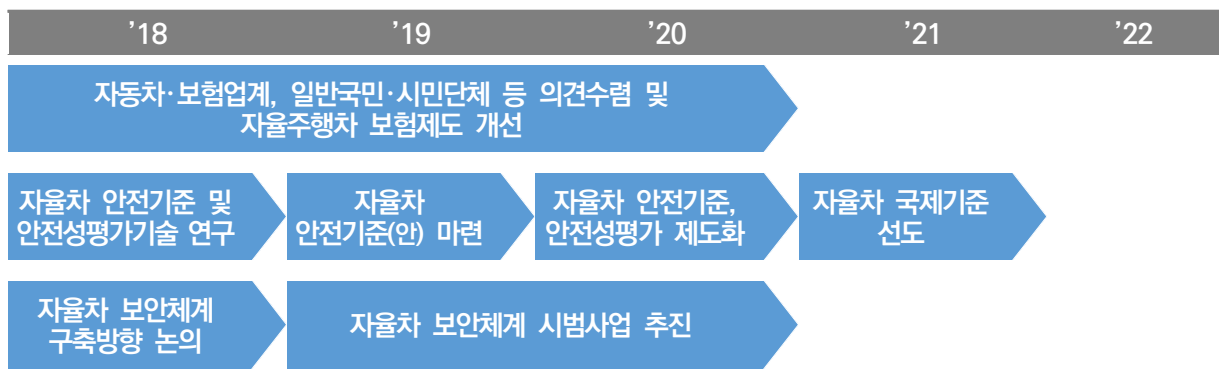 ’18 ’19 ’20 ’21 ’22
자동차·보험업계, 일반국민·시민단체 등 의견수렴 및
자율주행차 보험제도 개선
자율차 안전기준 및
안전성평가기술 연구
자율차
안전기준(안) 마련
자율차 안전기준,
안전성평가 제도화
자율차 국제기준
선도
자율차 보안체계
구축방향 논의
자율차 보안체계 시범사업 추진